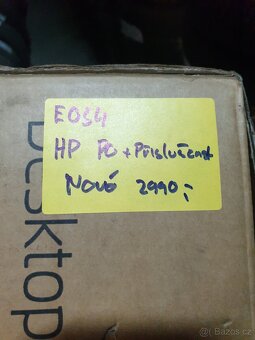 E034
HP PC + Příslušenst
Nové 2990,-
Desktop
Bazos.cz